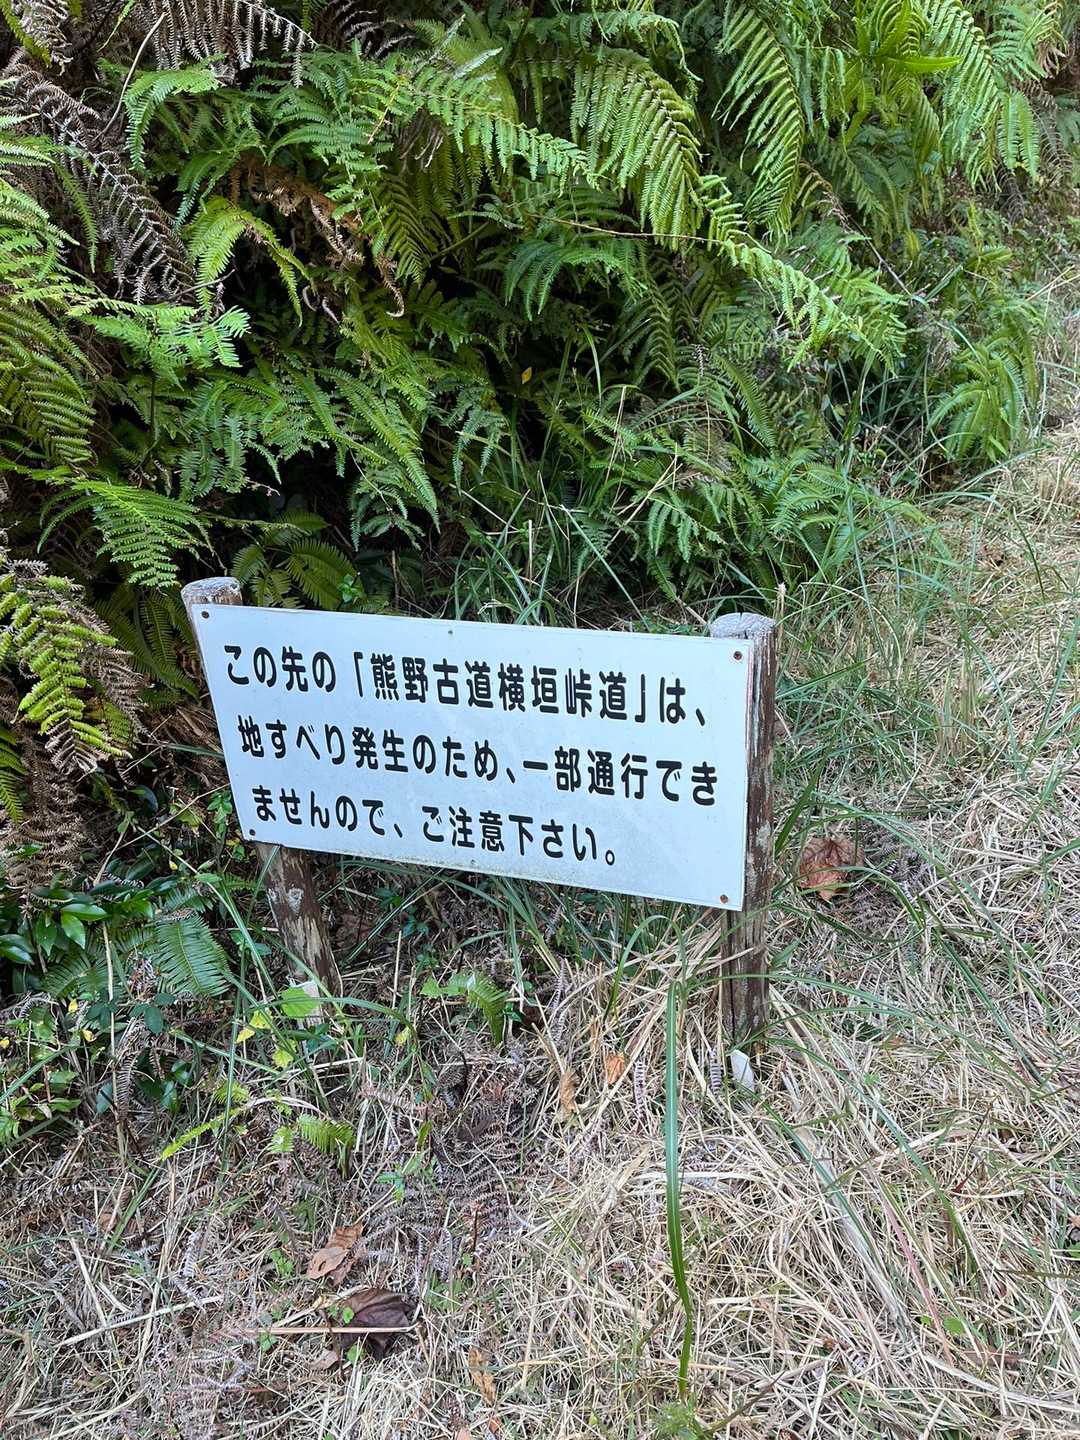 この先の「熊野古道横垣峠道」は、
地すべり発生のため、一部通行でき
ませんので、ご注意下さい。